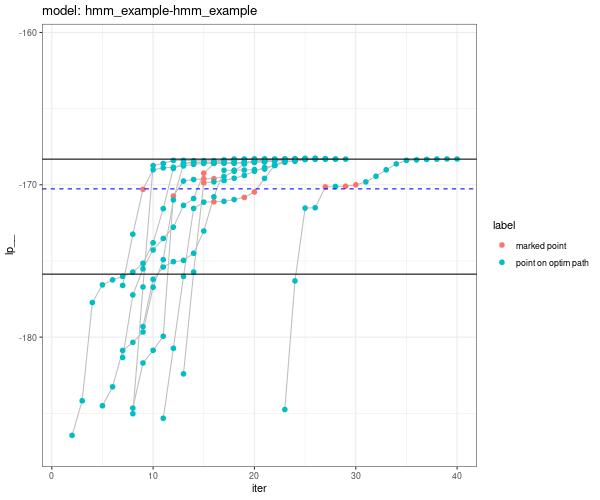 model: hmm_example-hmm_example
-160
-170
-180
lp__
0
10
20
30
40
iter
label
marked point
point on optim path